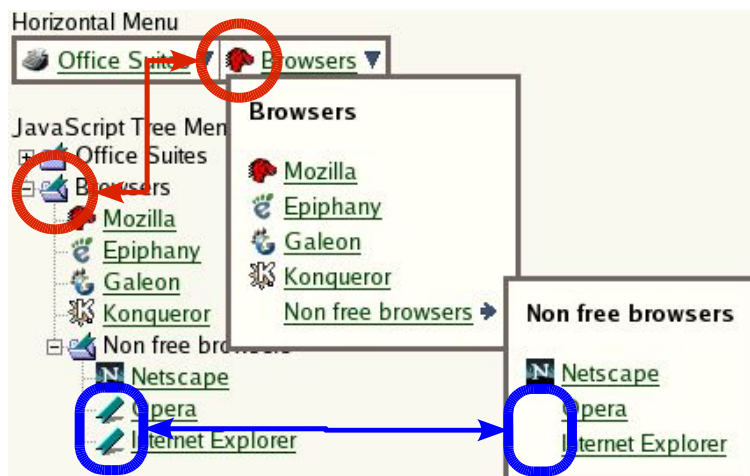 Horizontal Menu
Office Suites
Browsers
Browsers
Mozilla
Epiphany
Galeon
Konqueror
Non free browsers
Non free browsers
Netscape
Opera
Internet Explorer
JavaScript Tree Men
Office Suites
Browsers
Mozilla
Epiphany
Galeon
Konqueror
Non free browsers
Netscape
Opera
Internet Explorer